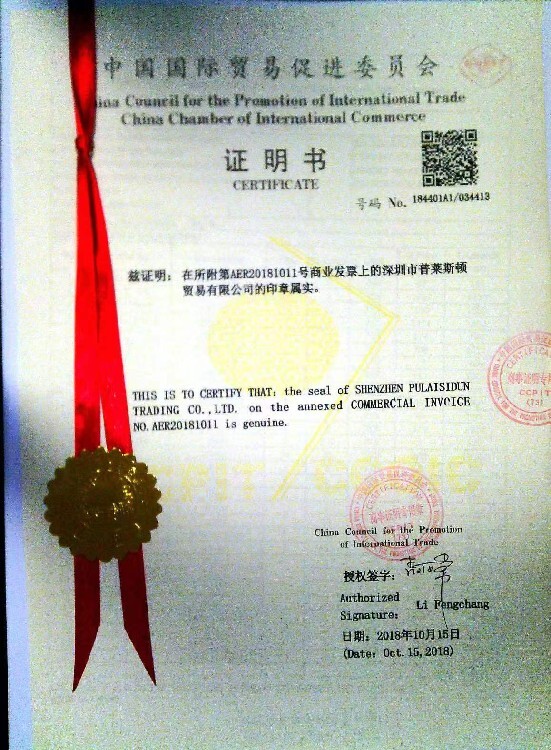 中国国际贸易促进委员会
China Council for the Promotion of International Trade
China Chamber of International Commerce
证明书
CERTIFICATE
号码 No. 184401A1/034413
兹证明：在所附第AER20181011号商业发票上的深圳市普莱斯顿
贸易有限公司的印章属实。
THIS IS TO CERTIFY THAT: the seal of SHENZHEN PULAISIDUN
TRADING CO.,LTD. on the annexed COMMERCIAL INVOICE
NO.AER20181011 is genuine.
CCPIT
CCPIT/CCOIC
China Council for the Promotion
of International Trade
授权签字：
Authorized
Signature: Li Fengchang
日期：2018年10月15日
(Date: Oct. 15, 2018)